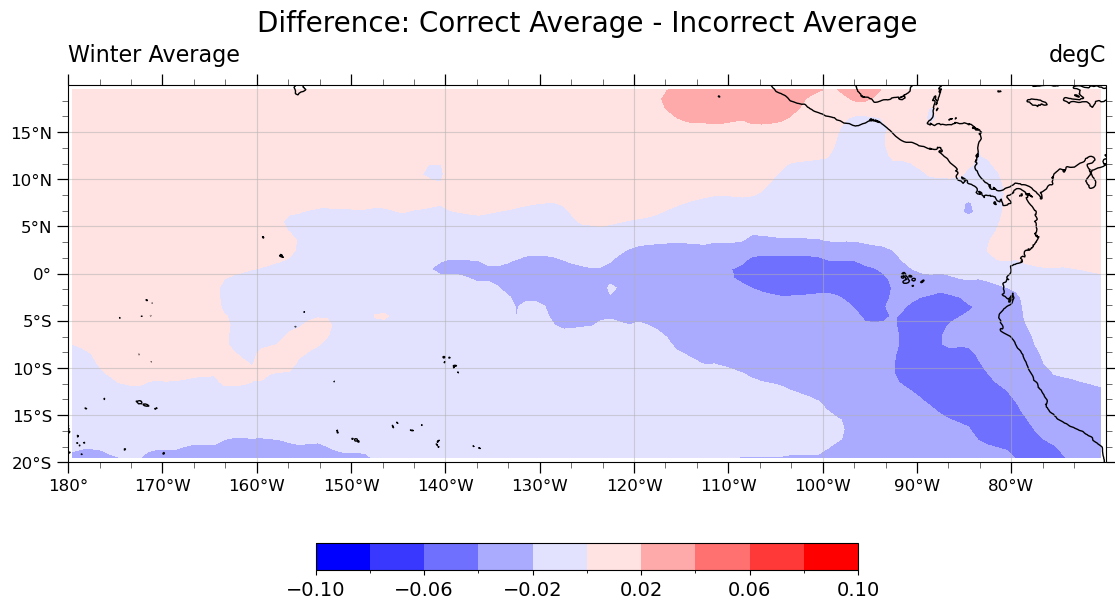 Difference: Correct Average - Incorrect Average
Winter Average degC
15°N
10°N
5°N
0°
5°S
10°S
15°S
20°S
180° 170°W 160°W 150°W 140°W 130°W 120°W 110°W 100°W 90°W 80°W
−0.10 −0.06 −0.02 0.02 0.06 0.10